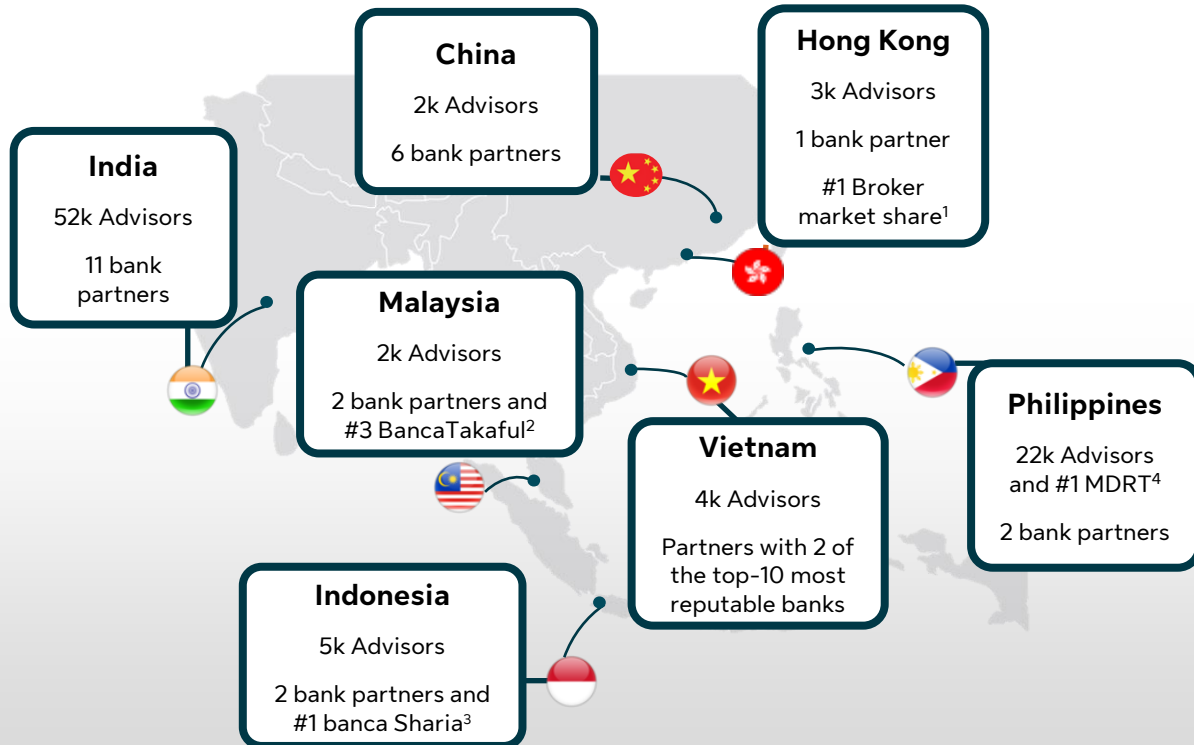 China
2k Advisors
6 bank partners
Hong Kong
3k Advisors
1 bank partner
#1 Broker
market share¹
India
52k Advisors
11 bank
partners
Malaysia
2k Advisors
2 bank partners and
#3 BancaTakaful²
Vietnam
4k Advisors
Partners with 2 of
the top-10 most
reputable banks
Philippines
22k Advisors
and #1 MDRT⁴
2 bank partners
Indonesia
5k Advisors
2 bank partners and
#1 banca Sharia³